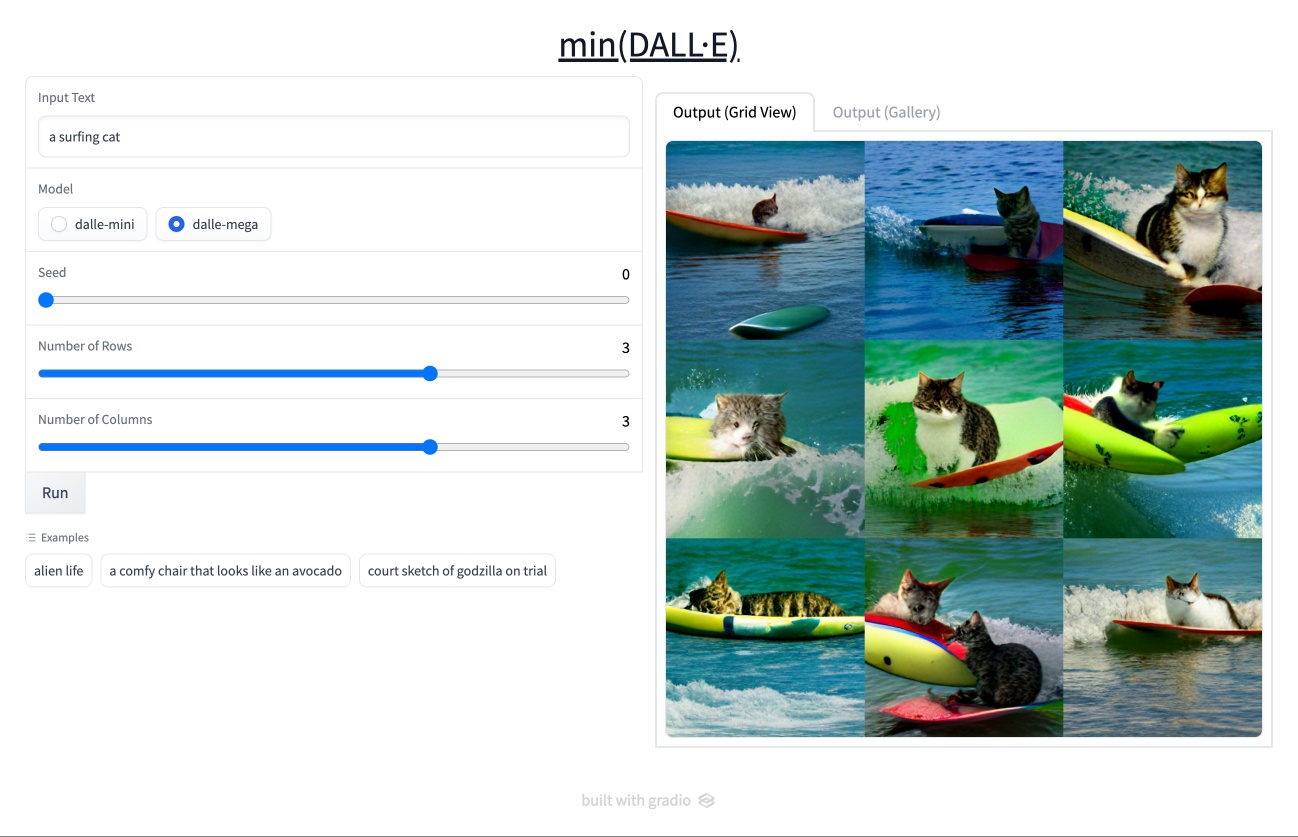 min(DALL·E)
Input Text
a surfing cat
Model
dalle-mini
dalle-mega
Seed
0
Number of Rows
3
Number of Columns
3
Run
Examples
alien life
a comfy chair that looks like an avocado
court sketch of godzilla on trial
Output (Grid View)
Output (Gallery)
built with gradio